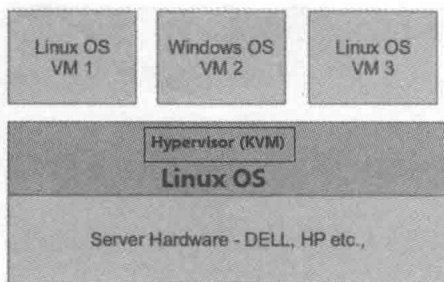 Linux OS
VM 1
Windows OS
VM 2
Linux OS
VM 3
Hypervisor (KVM)
Linux OS
Server Hardware - DELL, HP etc.,